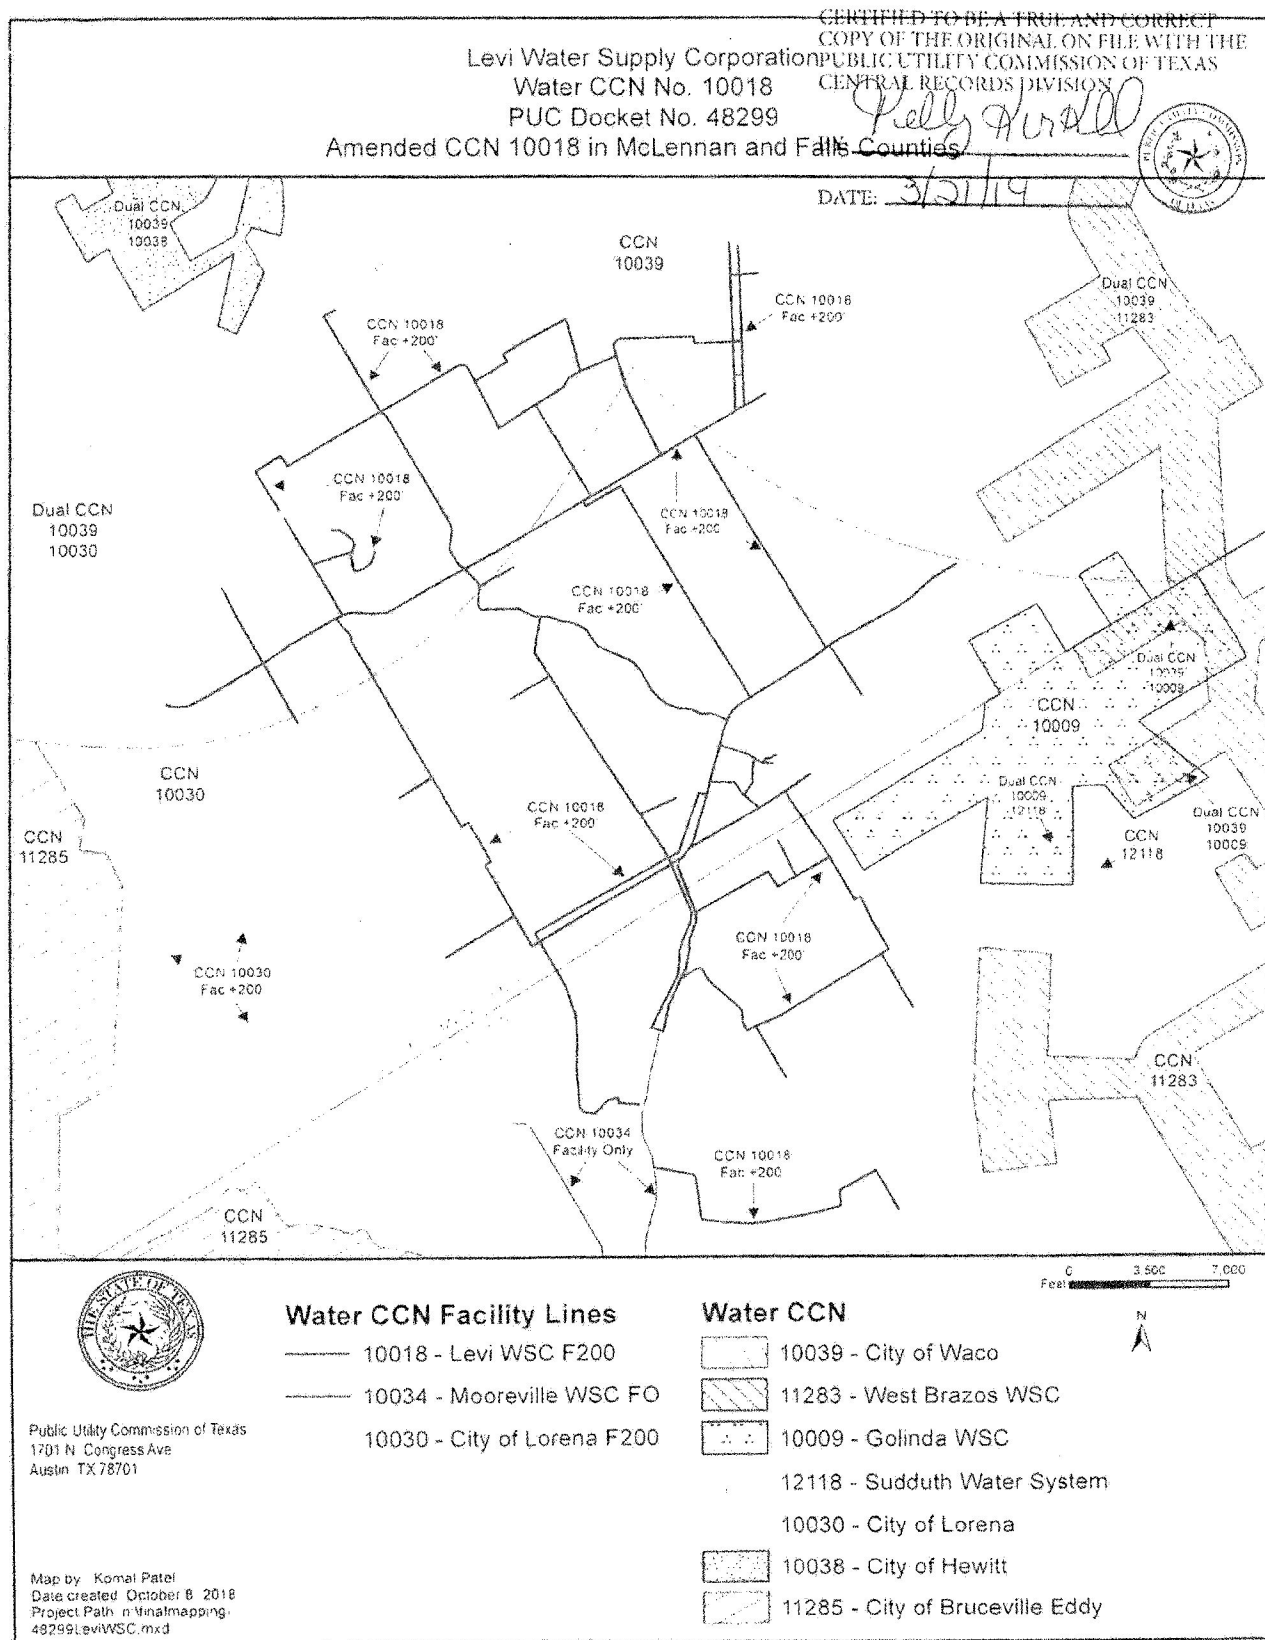 CERTIFIED TO BE A TRUE AND CORRECT
COPY OF THE ORIGINAL ON FILE WITH THE
PUBLIC UTILITY COMMISSION OF TEXAS
CENTRAL RECORDS DIVISION
Levi Water Supply Corporation
Water CCN No. 10018
PUC Docket No. 48299
Amended CCN 10018 in McLennan and Falls Counties
DATE: 3/21/19
Dual CCN
10039
10038
CCN
10039
Dual CCN
10039
11283
CCN 10018
Fac +200'
CCN 10018
Fac +200'
CCN 10018
Fac +200'
Dual CCN
10039
10030
CCN 10018
Fac +200
CCN 10018
Fac +200'
Dual CCN
10039
10009
CCN
10009
CCN
10030
Dual CCN
10009
12118
CCN 10018
Fac +200'
CCN
11285
Dual CCN
10039
10009
CCN
12118
CCN 10018
Fac +200'
CCN 10030
Fac +200
CCN
11283
CCN 10034
Facility Only
CCN 10018
Fac +200
CCN
11285
0 3,500 7,000
Feet
N
THE STATE OF TEXAS
Water CCN Facility Lines
10018 - Levi WSC F200
10034 - Mooreville WSC FO
10030 - City of Lorena F200
Water CCN
10039 - City of Waco
11283 - West Brazos WSC
10009 - Golinda WSC
12118 - Sudduth Water System
10030 - City of Lorena
10038 - City of Hewitt
11285 - City of Bruceville Eddy
Public Utility Commission of Texas
1701 N Congress Ave
Austin TX 78701
Map by Komal Patel
Date created October 8 2018
Project Path n:\finalmapping\
48299LeviWSC.mxd